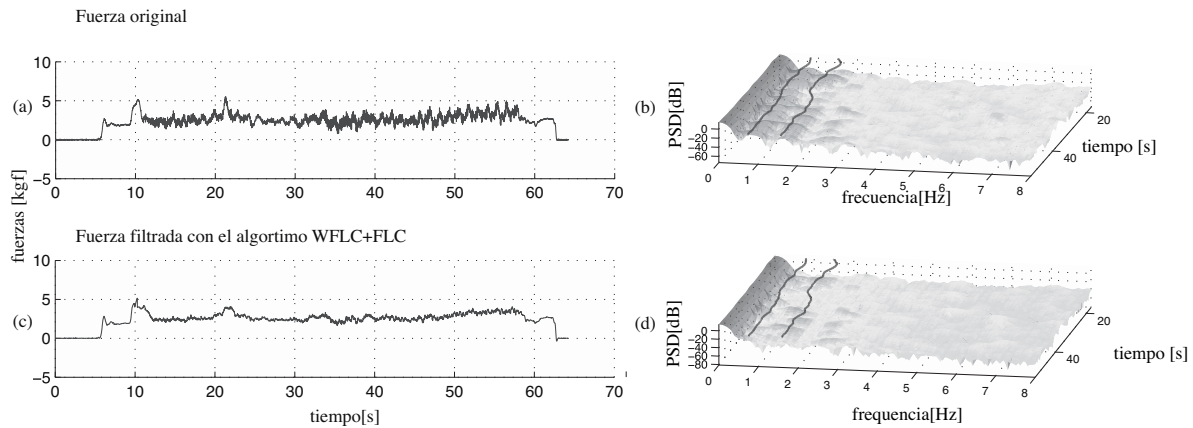 Fuerza original
10
5
0
−5
0 10 20 30 40 50 60 70
(a)
fuerzas [kgf]
(b)
PSD[dB]
0
−20
−40
−60
0 1 2 3 4 5 6 7 8
frecuencia[Hz]
20
40
tiempo [s]
Fuerza filtrada con el algortimo WFLC+FLC
10
5
0
−5
0 10 20 30 40 50 60 70
(c)
tiempo[s]
(d)
PSD[dB]
0
−20
−40
−60
−80
0 1 2 3 4 5 6 7 8
frequencia[Hz]
20
40
tiempo [s]